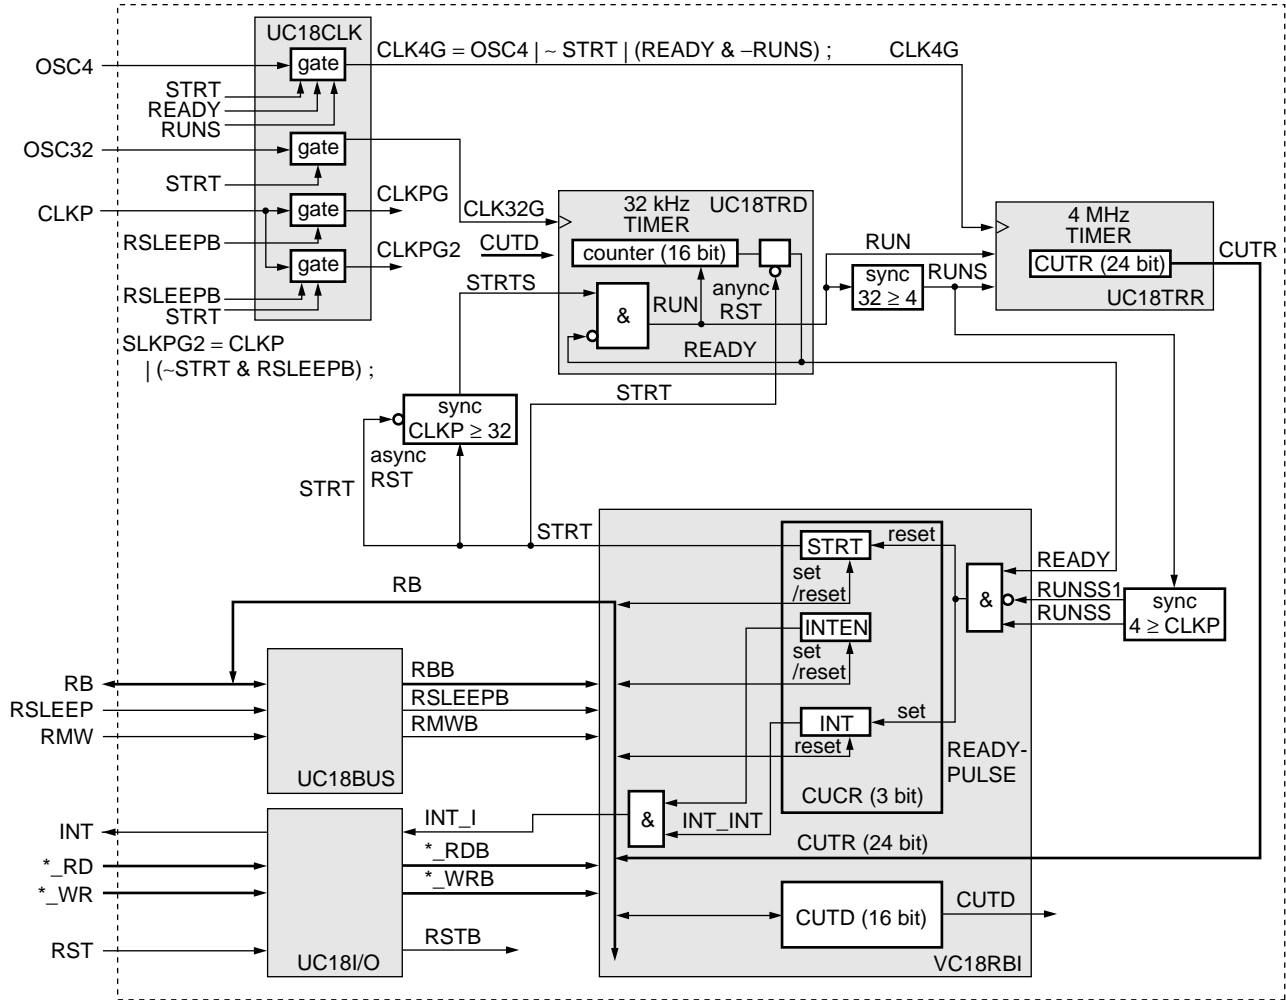 UC18CLK
CLK4G = OSC4 | ~ STRT | (READY & −RUNS) ;
CLK4G
OSC4
gate
STRT
READY
RUNS
OSC32
gate
STRT
CLKP
gate
CLKPG
RSLEEPB
gate
CLKPG2
RSLEEPB
STRT
SLKPG2 = CLKP
| (~STRT & RSLEEPB) ;
CLK32G
CUTD
STRTS
32 kHz
TIMER
UC18TRD
counter (16 bit)
RUN
anync
RST
&
READY
RUN
sync
32 ≥ 4
RUNS
4 MHz
TIMER
CUTR (24 bit)
UC18TRR
CUTR
STRT
sync
CLKP ≥ 32
async
RST
STRT
STRT
STRT
reset
set
/reset
INTEN
set
/reset
INT
set
reset
CUCR (3 bit)
READY-
PULSE
&
READY
RUNSS1
RUNSS
sync
4 ≥ CLKP
RB
RB
RSLEEP
RMW
UC18BUS
RBB
RSLEEPB
RMWB
INT
*_RD
*_WR
RST
UC18I/O
INT_I
*_RDB
*_WRB
RSTB
&
INT_INT
CUTR (24 bit)
CUTD (16 bit)
CUTD
VC18RBI